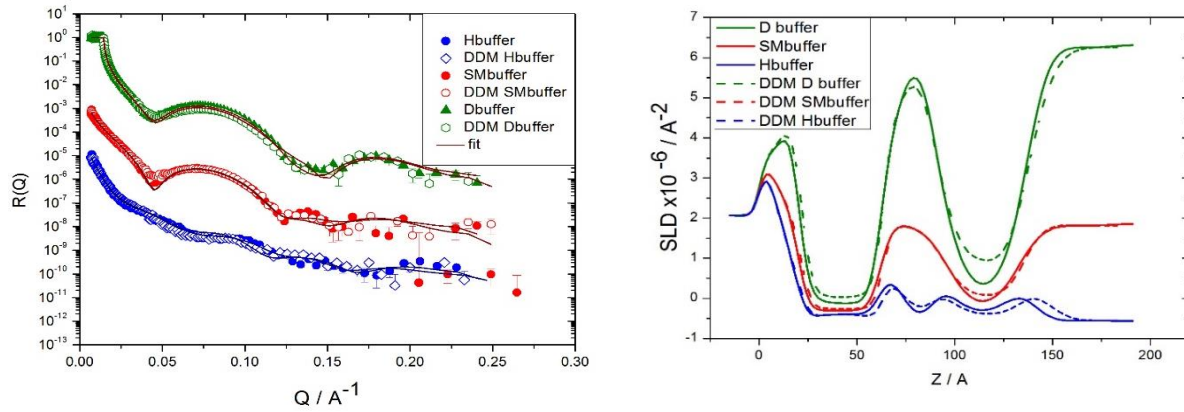 R(Q)
10¹
10⁰
10⁻¹
10⁻²
10⁻³
10⁻⁴
10⁻⁵
10⁻⁶
10⁻⁷
10⁻⁸
10⁻⁹
10⁻¹⁰
10⁻¹¹
10⁻¹²
10⁻¹³
Hbuffer
DDM Hbuffer
SMbuffer
DDM SMbuffer
Dbuffer
DDM Dbuffer
fit
0.00 0.05 0.10 0.15 0.20 0.25 0.30
Q / A⁻¹
SLD x10⁻⁶ / A⁻²
7
6
5
4
3
2
1
0
-1
D buffer
SMbuffer
Hbuffer
DDM D buffer
DDM SMbuffer
DDM Hbuffer
0 50 100 150 200
Z / A